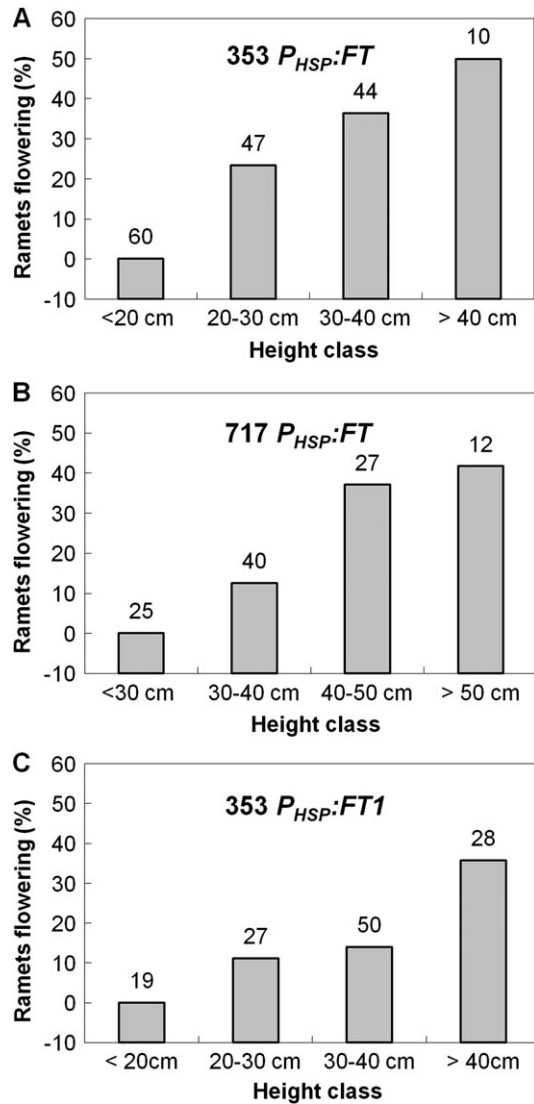 A
353 P_HSP:FT
Ramets flowering (%)
60
50
40
30
20
10
0
-10
60
47
44
10
<20 cm 20-30 cm 30-40 cm > 40 cm
Height class
B
717 P_HSP:FT
Ramets flowering (%)
60
50
40
30
20
10
0
-10
25
40
27
12
<30 cm 30-40 cm 40-50 cm > 50 cm
Height class
C
353 P_HSP:FT1
Ramets flowering (%)
60
50
40
30
20
10
0
-10
19
27
50
28
< 20cm 20-30 cm 30-40 cm > 40cm
Height class